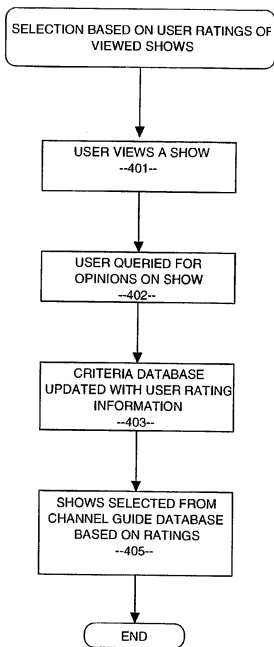 SELECTION BASED ON USER RATINGS OF
VIEWED SHOWS
USER VIEWS A SHOW
--401--
USER QUERIED FOR
OPINIONS ON SHOW
--402--
CRITERIA DATABASE
UPDATED WITH USER RATING
INFORMATION
--403--
SHOWS SELECTED FROM
CHANNEL GUIDE DATABASE
BASED ON RATINGS
--405--
END